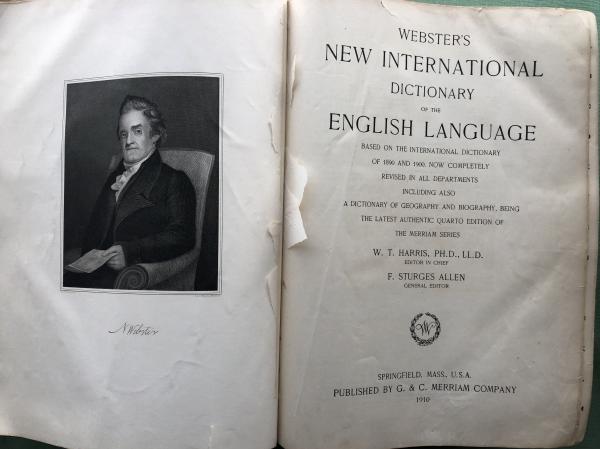 N Webster
WEBSTER'S
NEW INTERNATIONAL
DICTIONARY
OF THE
ENGLISH LANGUAGE
BASED ON THE INTERNATIONAL DICTIONARY
OF 1890 AND 1900. NOW COMPLETELY
REVISED IN ALL DEPARTMENTS
INCLUDING ALSO
A DICTIONARY OF GEOGRAPHY AND BIOGRAPHY, BEING
THE LATEST AUTHENTIC QUARTO EDITION OF
THE MERRIAM SERIES
W. T. HARRIS, PH.D., LL.D.
EDITOR IN CHIEF
F. STURGES ALLEN
GENERAL EDITOR
W
SPRINGFIELD, MASS., U.S.A.
PUBLISHED BY G. & C. MERRIAM COMPANY
1910